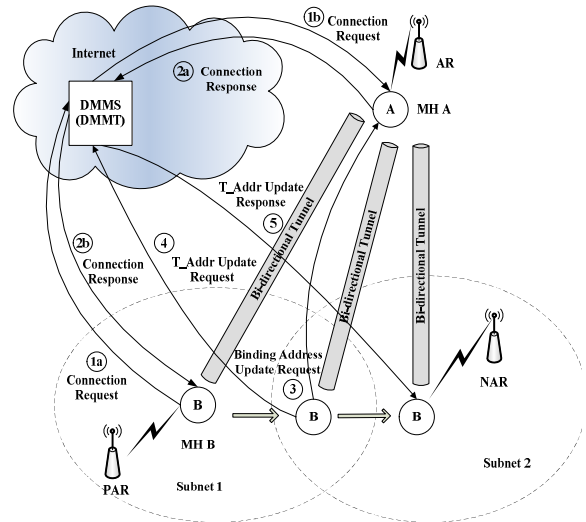 1b
Connection
Request
Internet
AR
2a
Connection
Response
DMMS
(DMMT)
A
MH A
T_Addr Update
Response
5
Bi-directional Tunnel
Bi-directional Tunnel
Bi-directional Tunnel
2b
4
Connection
Response
T_Addr Update
Request
1a
Connection
Request
Binding Address
Update Request
3
NAR
B
B
B
MH B
PAR
Subnet 1
Subnet 2